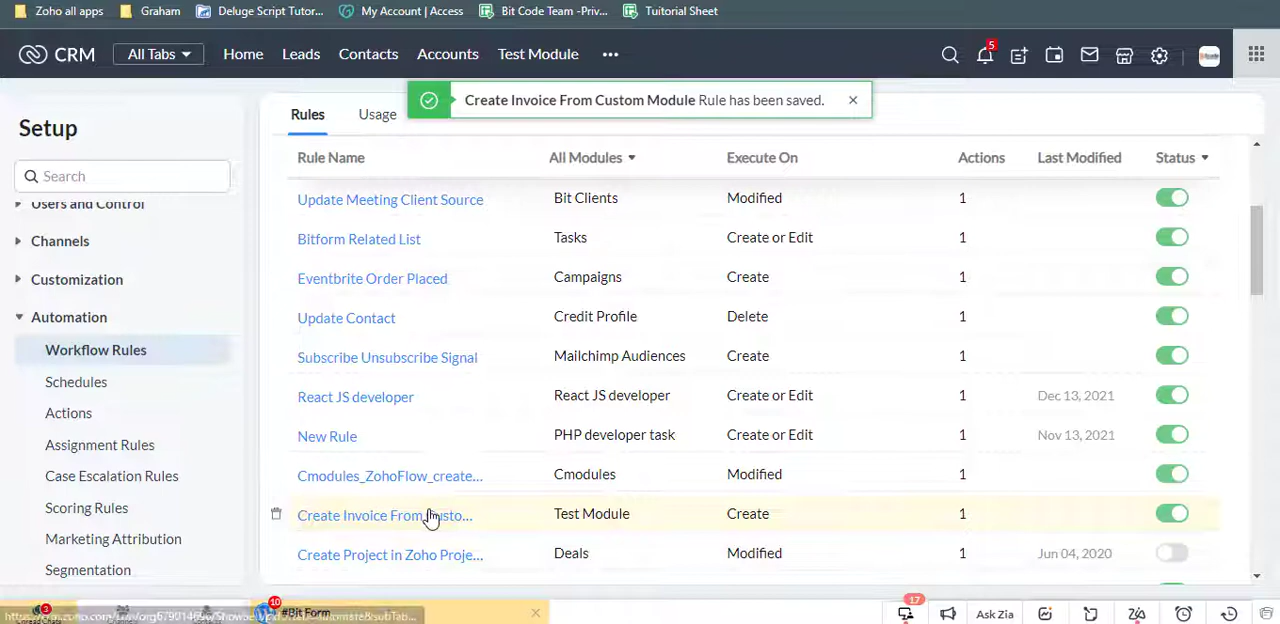 Zoho all apps Graham Deluge Script Tutor... My Account | Access Bit Code Team -Priv... Tuitorial Sheet
CRM All Tabs Home Leads Contacts Accounts Test Module ••• 5
Create Invoice From Custom Module Rule has been saved.
Setup
Rules Usage
Search
Rule Name All Modules Execute On Actions Last Modified Status
Users and Control
Channels
Customization
Automation
Workflow Rules
Schedules
Actions
Assignment Rules
Case Escalation Rules
Scoring Rules
Marketing Attribution
Segmentation
Update Meeting Client Source Bit Clients Modified 1
Bitform Related List Tasks Create or Edit 1
Eventbrite Order Placed Campaigns Create 1
Update Contact Credit Profile Delete 1
Subscribe Unsubscribe Signal Mailchimp Audiences Create 1
React JS developer React JS developer Create or Edit 1 Dec 13, 2021
New Rule PHP developer task Create or Edit 1 Nov 13, 2021
Cmodules_ZohoFlow_create... Cmodules Modified 1
Create Invoice From Custo... Test Module Create 1
Create Project in Zoho Proje... Deals Modified 1 Jun 04, 2020
3 10 #Bit Form 17 Ask Zia